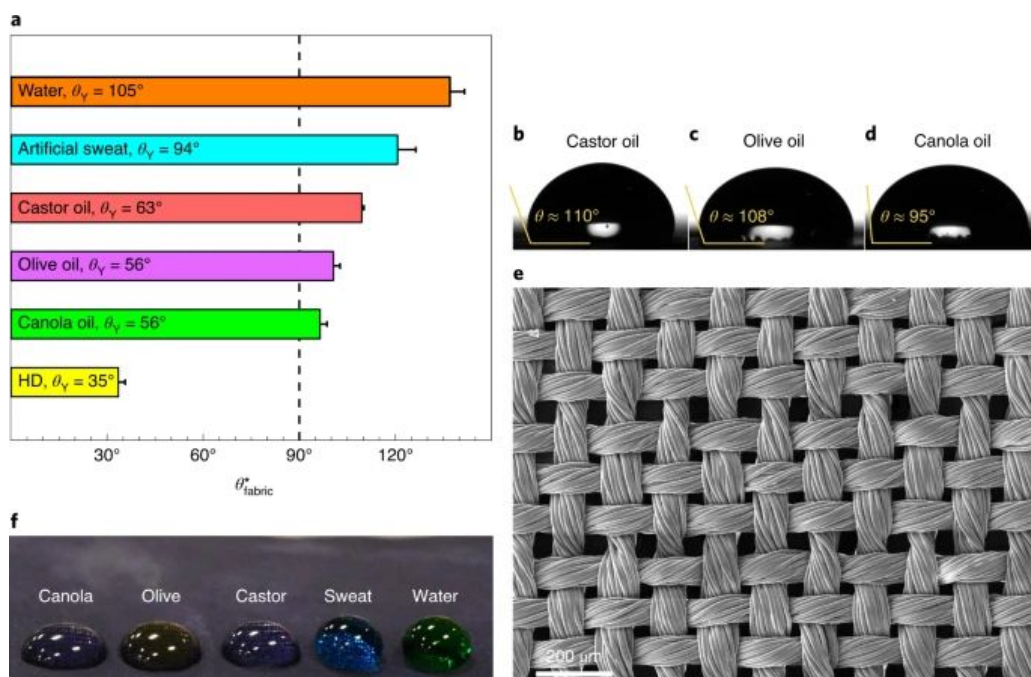 a
Water, θY = 105°
Artificial sweat, θY = 94°
Castor oil, θY = 63°
Olive oil, θY = 56°
Canola oil, θY = 56°
HD, θY = 35°
30° 60° 90° 120°
θ*fabric
b c d
Castor oil Olive oil Canola oil
θ ≈ 110° θ ≈ 108° θ ≈ 95°
e
200 µm
f
Canola Olive Castor Sweat Water